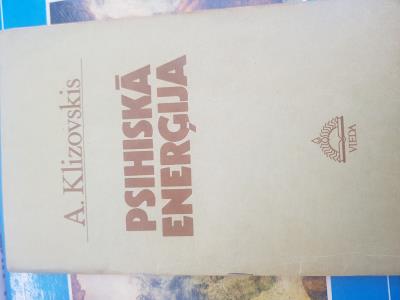 A. Klizovskis
PSIHISKĀ
ENERĢIJA
VIEDA